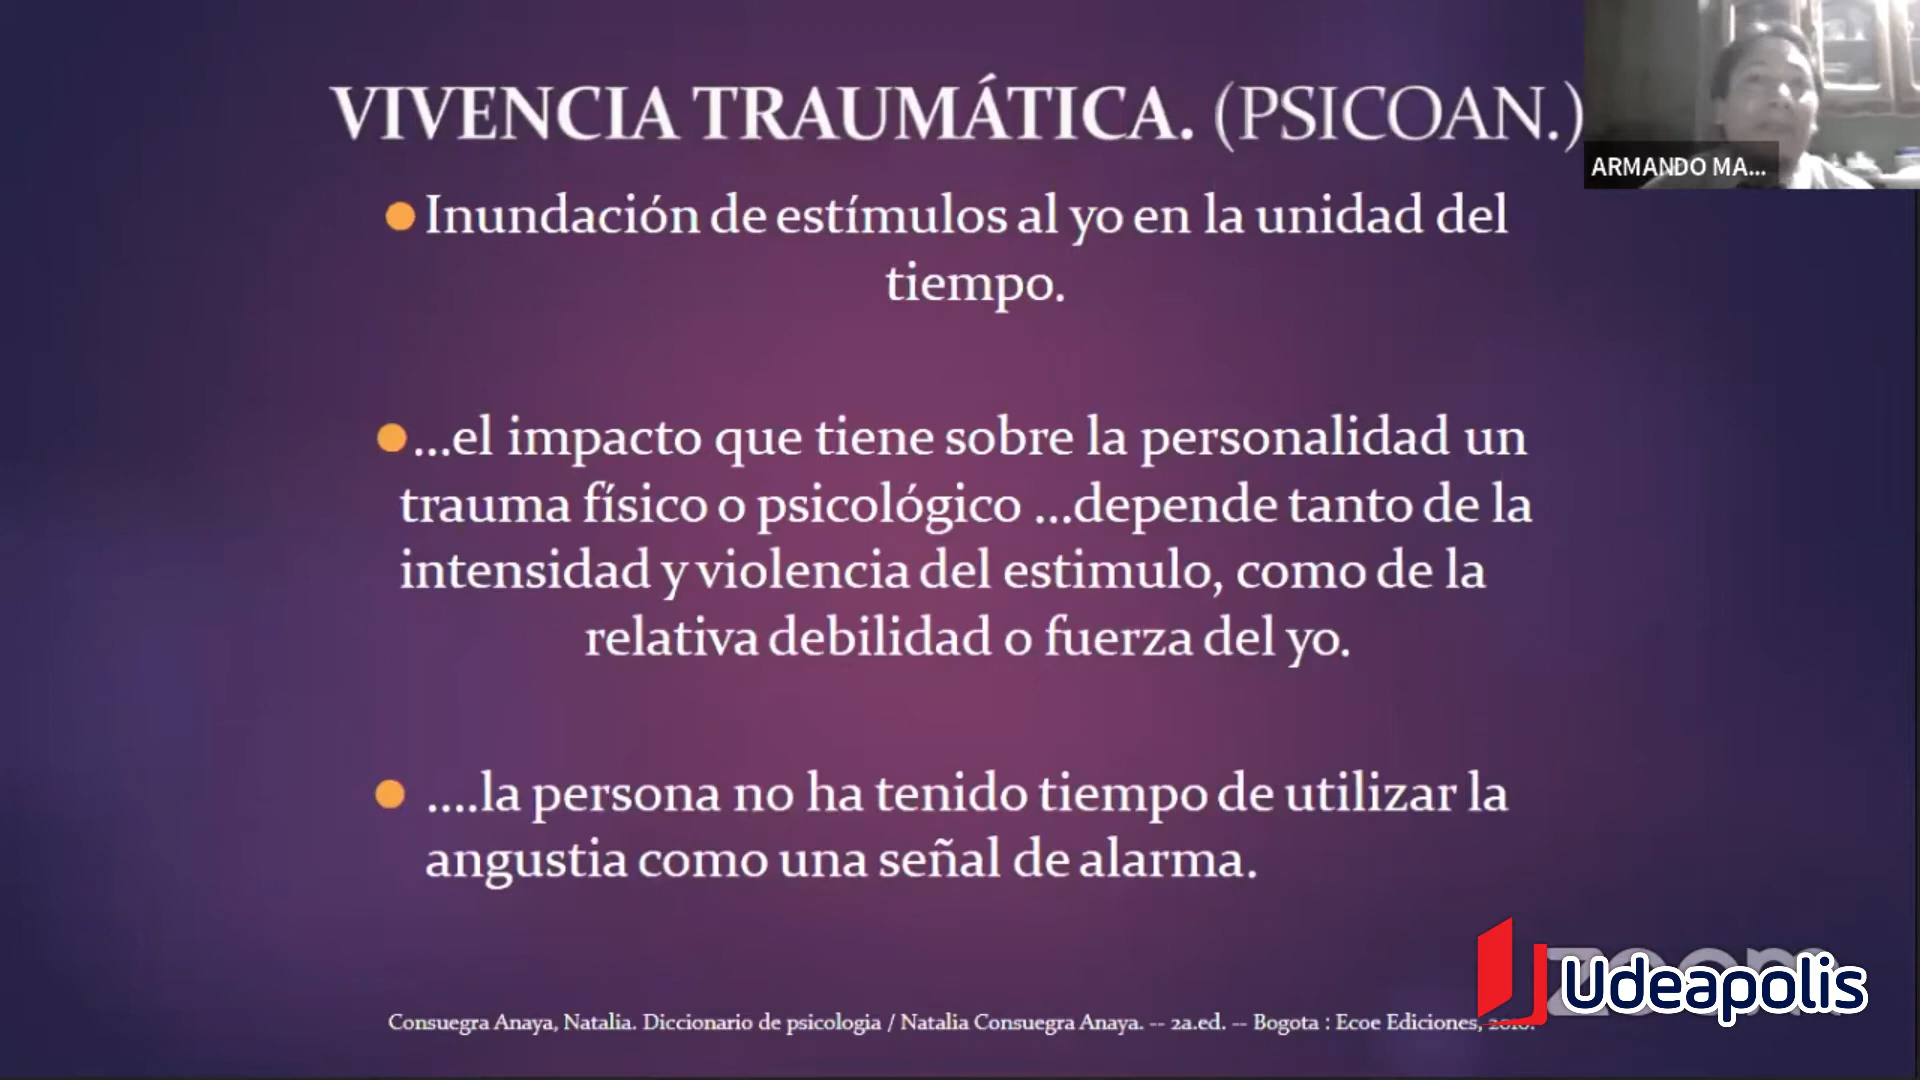 VIVENCIA TRAUMÁTICA. (PSICOAN.)
ARMANDO MA...
Inundación de estímulos al yo en la unidad del
tiempo.
...el impacto que tiene sobre la personalidad un
trauma físico o psicológico ...depende tanto de la
intensidad y violencia del estimulo, como de la
relativa debilidad o fuerza del yo.
....la persona no ha tenido tiempo de utilizar la
angustia como una señal de alarma.
zoom
Udeapolis
Consuegra Anaya, Natalia. Diccionario de psicologia / Natalia Consuegra Anaya. -- 2a.ed. -- Bogota : Ecoe Ediciones,